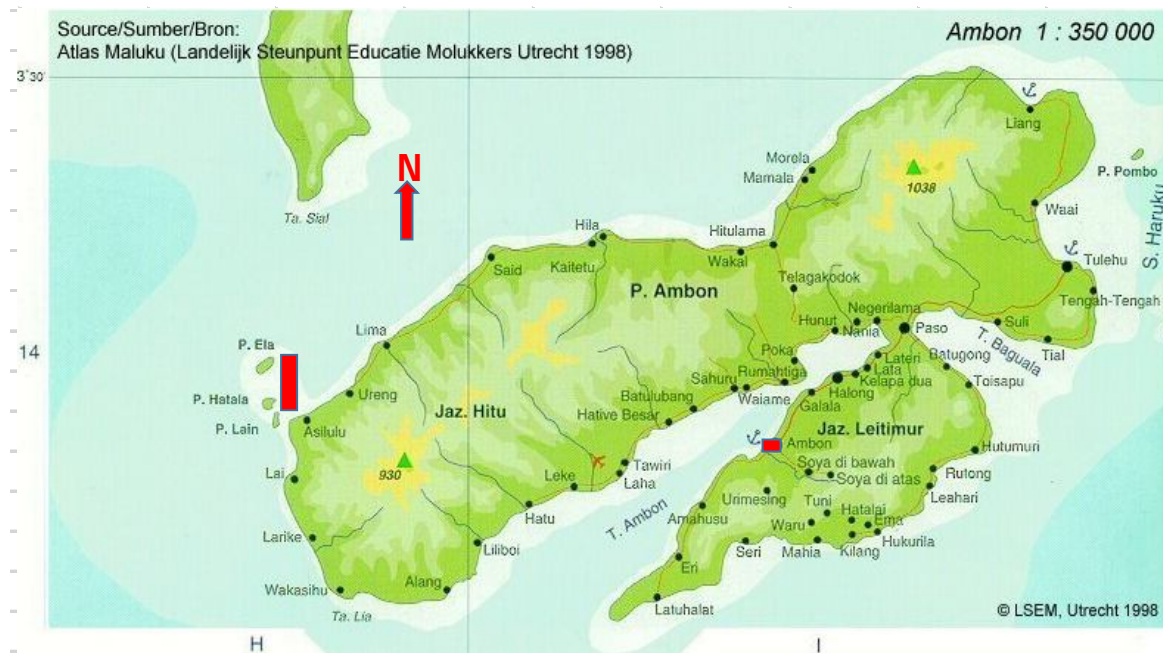 Source/Sumber/Bron:
Atlas Maluku (Landelijk Steunpunt Educatie Molukkers Utrecht 1998)
Ambon 1 : 350 000
3°30'
Liang
Morela
N
Mamala
P. Pombo
1038
Waai
Ta. Sial
Hila
Hitulama
S. Haruku
Said
Kaitetu
Wakal
Tulehu
Telagakodok
P. Ambon
Tengah-Tengah
Negerilama
Lima
Hunut
Nania
Paso
Suli
T. Baguala
14
P. Ela
Poka
Lateri
Batugong
Tial
Rumahtiga
Lata
Sahuru
Kelapa dua
Toisapu
Ureng
Batulubang
Waiame
Halong
P. Hatala
Jaz. Hitu
Hative Besar
Galala
P. Lain
Asilulu
Jaz. Leitimur
Ambon
Hutumuri
930
Lai
Leke
Tawiri
Soya di bawah
Rutong
Laha
Soya di atas
Urimesing
Leahari
Hatu
T. Ambon
Amahusu
Tuni
Hatalai
Waru
Ema
Larike
Liliboi
Seri
Mahia
Kilang
Hukurila
Eri
Wakasihu
Alang
Latuhalat
Ta. Lia
© LSEM, Utrecht 1998
H
I